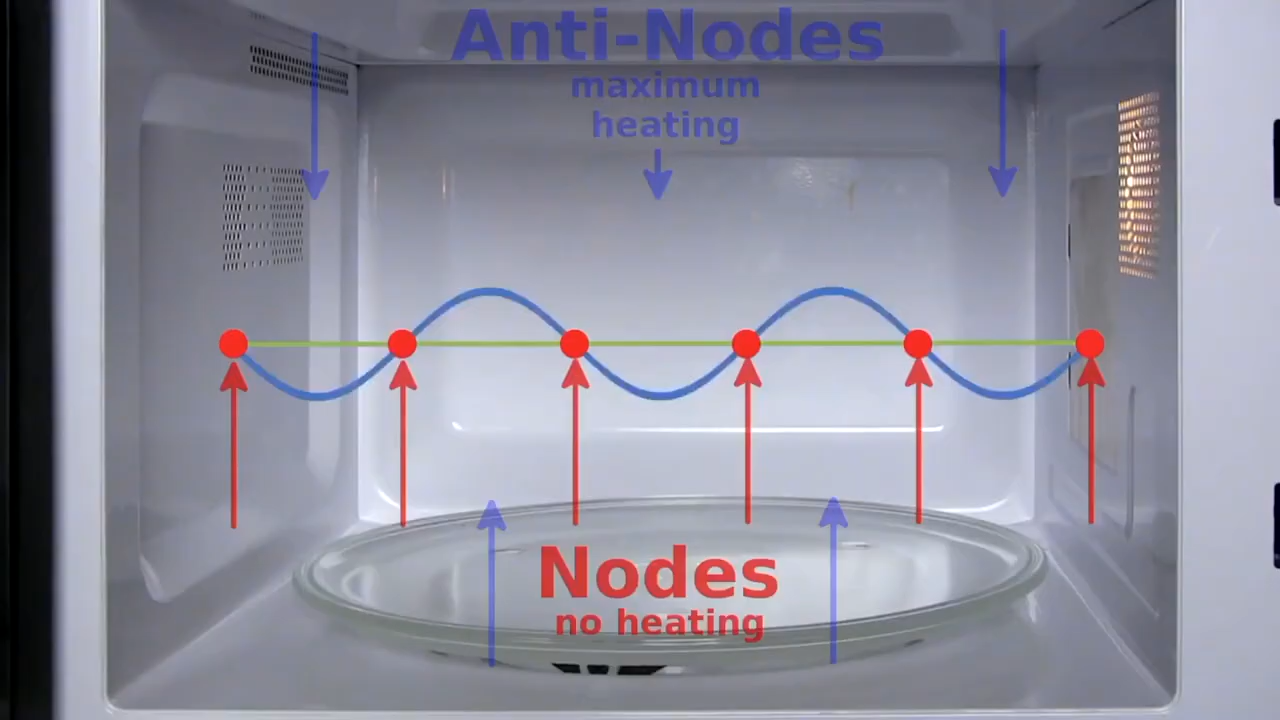 Anti-Nodes
maximum
heating
Nodes
no heating